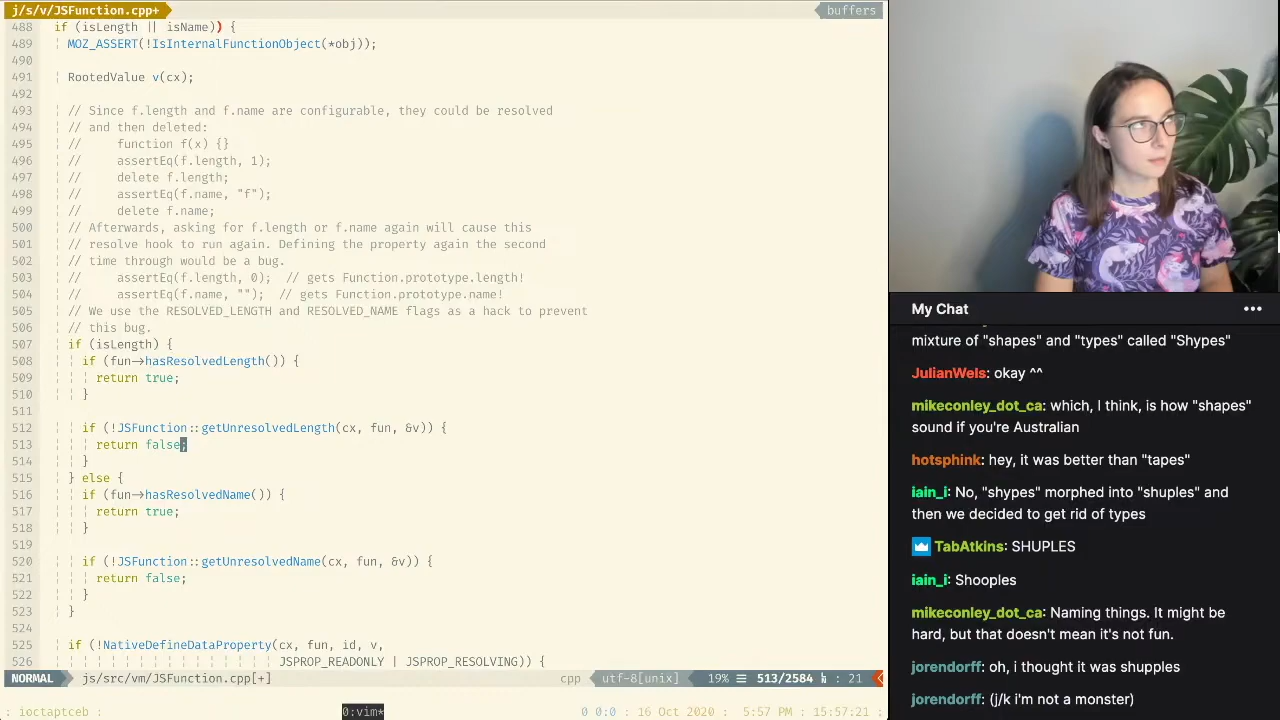 j/s/v/JSFunction.cpp+
buffers
488 if (isLength || isName)) {
489 MOZ_ASSERT(!IsInternalFunctionObject(*obj));
490
491 RootedValue v(cx);
492
493 // Since f.length and f.name are configurable, they could be resolved
494 // and then deleted:
495 // function f(x) {}
496 // assertEq(f.length, 1);
497 // delete f.length;
498 // assertEq(f.name, "f");
499 // delete f.name;
500 // Afterwards, asking for f.length or f.name again will cause this
501 // resolve hook to run again. Defining the property again the second
502 // time through would be a bug.
503 // assertEq(f.length, 0); // gets Function.prototype.length!
504 // assertEq(f.name, ""); // gets Function.prototype.name!
505 // We use the RESOLVED_LENGTH and RESOLVED_NAME flags as a hack to prevent
506 // this bug.
507 if (isLength) {
508 if (fun->hasResolvedLength()) {
509 return true;
510 }
511
512 if (!JSFunction::getUnresolvedLength(cx, fun, &v)) {
513 return false;
514 }
515 } else {
516 if (fun->hasResolvedName()) {
517 return true;
518 }
519
520 if (!JSFunction::getUnresolvedName(cx, fun, &v)) {
521 return false;
522 }
523 }
524
525 if (!NativeDefineDataProperty(cx, fun, id, v,
526 JSPROP_READONLY | JSPROP_RESOLVING)) {
NORMAL js/src/vm/JSFunction.cpp[+] cpp utf-8[unix] 19% ☰ 513/2584 : 21
: ioctaptceb : 0:vim* 0 0:0 : 16 Oct 2020 : 5:57 PM : 15:57:21 :
My Chat
mixture of "shapes" and "types" called "Shypes"
JulianWels: okay ^^
mikeconley_dot_ca: which, I think, is how "shapes"
sound if you're Australian
hotsphink: hey, it was better than "tapes"
iain_i: No, "shypes" morphed into "shuples" and
then we decided to get rid of types
TabAtkins: SHUPLES
iain_i: Shooples
mikeconley_dot_ca: Naming things. It might be
hard, but that doesn't mean it's not fun.
jorendorff: oh, i thought it was shupples
jorendorff: (j/k i'm not a monster)